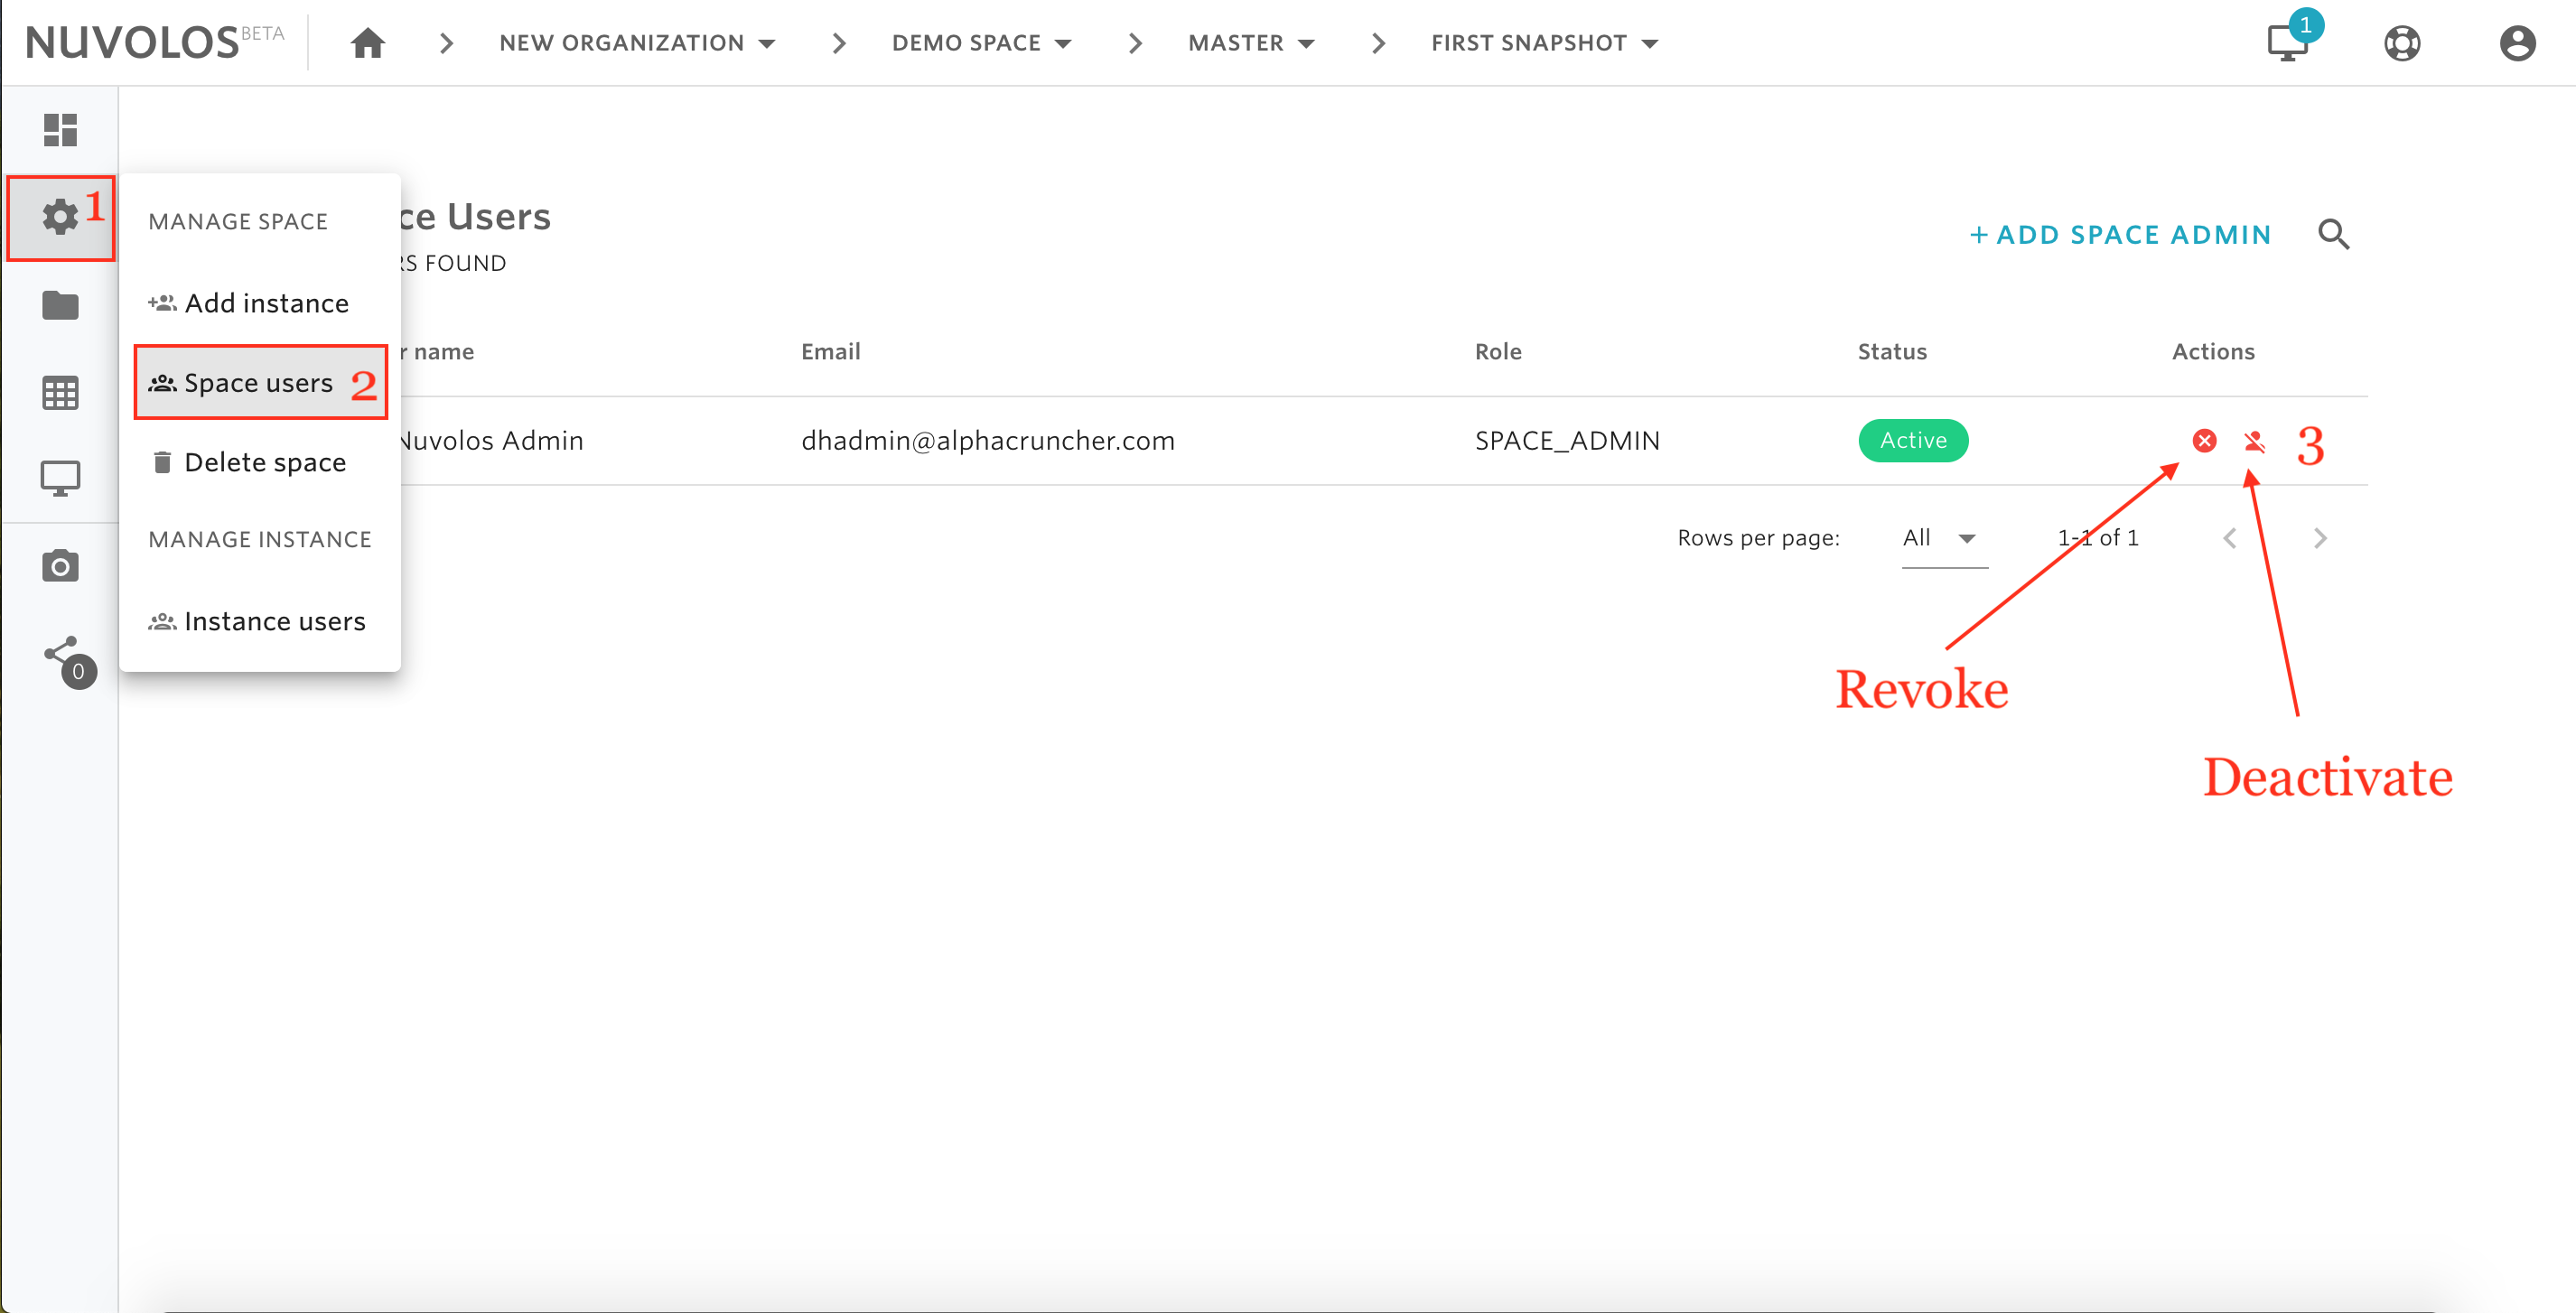 NUVOLOS BETA
NEW ORGANIZATION
DEMO SPACE
MASTER
FIRST SNAPSHOT
1
1
MANAGE SPACE
Add instance
Space users 2
Delete space
MANAGE INSTANCE
Instance users
0
ce Users
RS FOUND
+ ADD SPACE ADMIN
r name Email Role Status Actions
Nuvolos Admin dhadmin@alphacruncher.com SPACE_ADMIN Active 3
Rows per page: All 1-1 of 1
Revoke
Deactivate